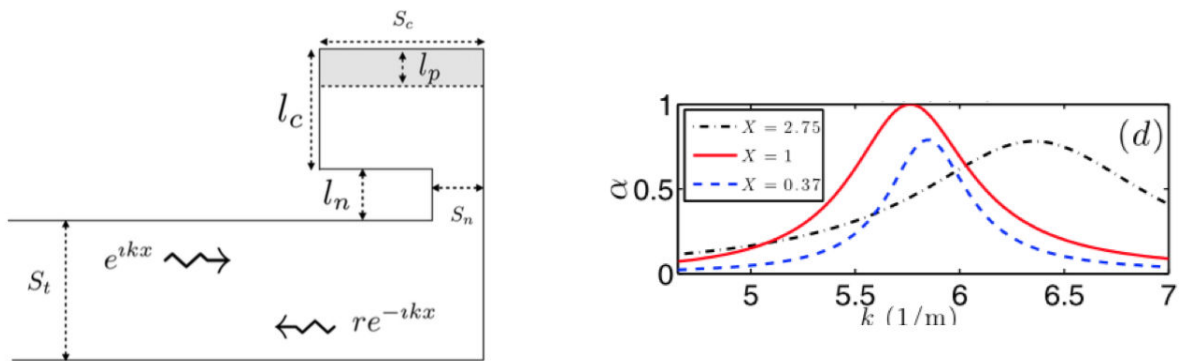 S_c
l_p
l_c
l_n
S_n
S_t
e^{ıkx}
re^{-ıkx}
1
0.5
0
α
X = 2.75
X = 1
X = 0.37
(d)
5 5.5 6 6.5 7
k (1/m)